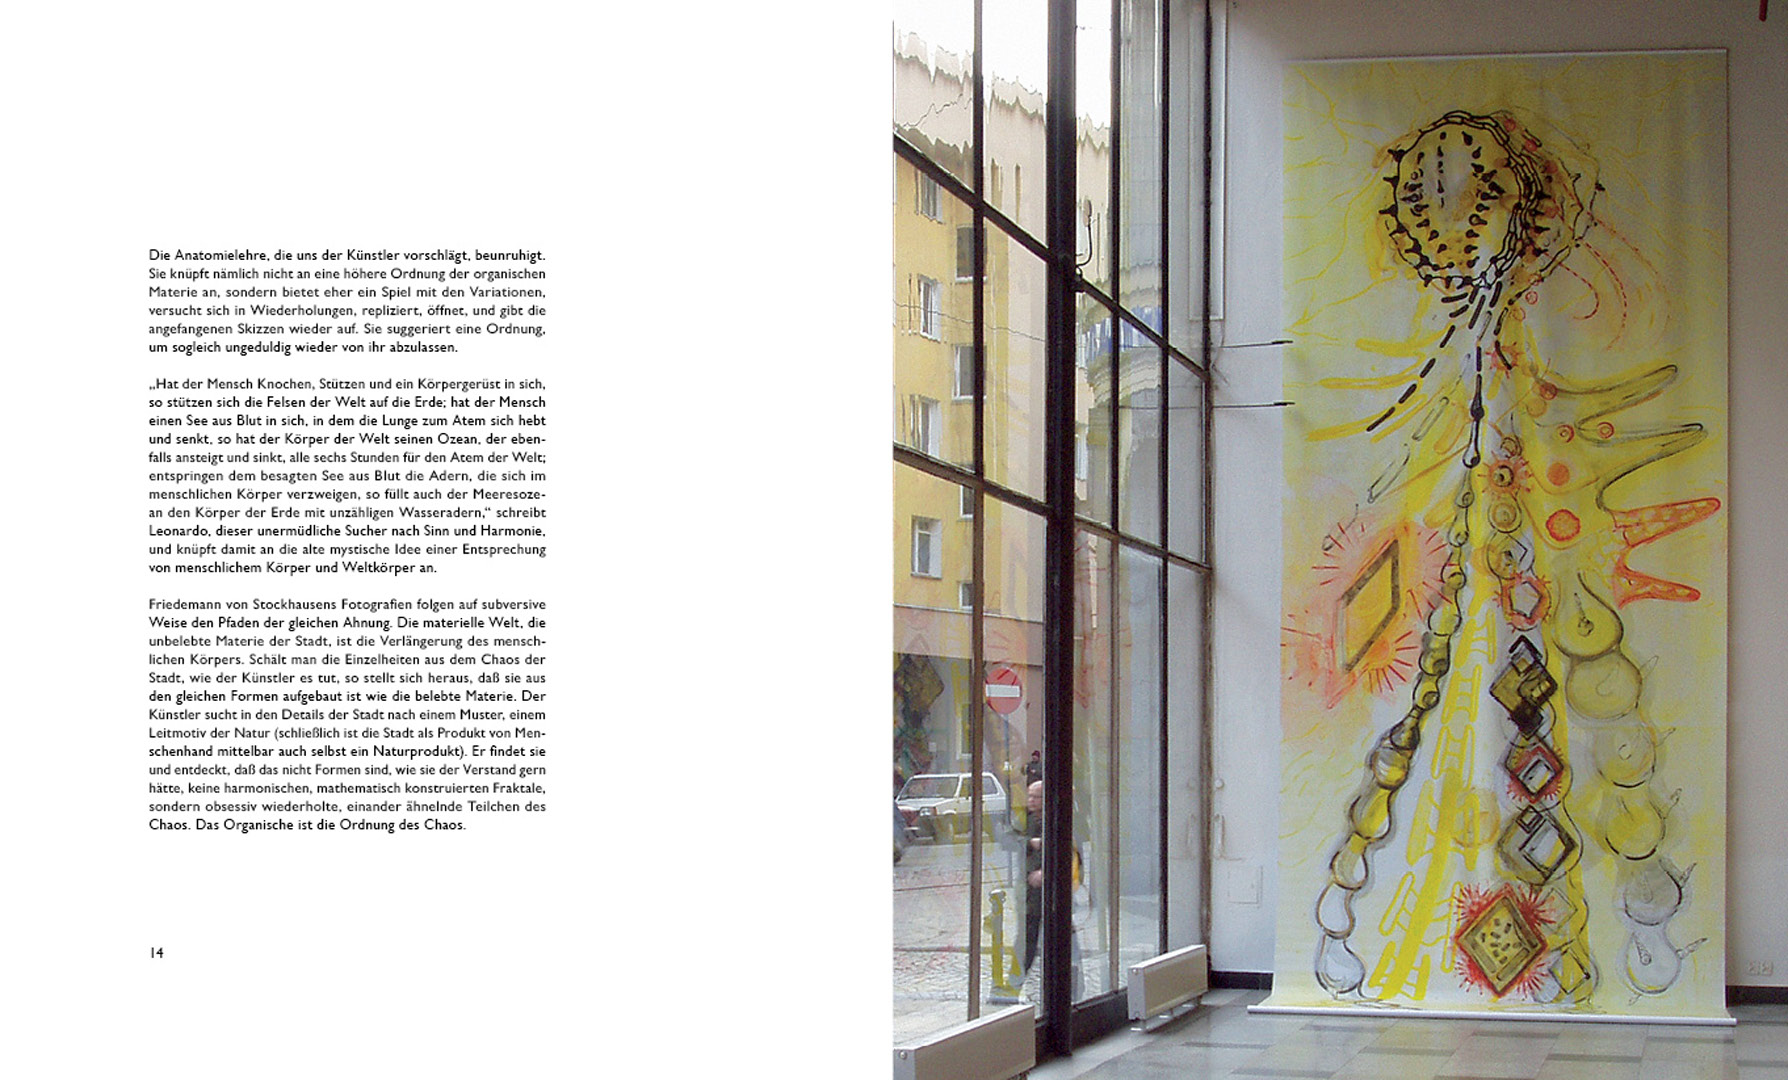 Die Anatomielehre, die uns der Künstler vorschlägt, beunruhigt.
Sie knüpft nämlich nicht an eine höhere Ordnung der organischen
Materie an, sondern bietet eher ein Spiel mit den Variationen,
versucht sich in Wiederholungen, repliziert, öffnet, und gibt die
angefangenen Skizzen wieder auf. Sie suggeriert eine Ordnung,
um sogleich ungeduldig wieder von ihr abzulassen.
„Hat der Mensch Knochen, Stützen und ein Körpergerüst in sich,
so stützen sich die Felsen der Welt auf die Erde; hat der Mensch
einen See aus Blut in sich, in dem die Lunge zum Atem sich hebt
und senkt, so hat der Körper der Welt seinen Ozean, der eben-
falls ansteigt und sinkt, alle sechs Stunden für den Atem der Welt;
entspringen dem besagten See aus Blut die Adern, die sich im
menschlichen Körper verzweigen, so füllt auch der Meeresoze-
an den Körper der Erde mit unzähligen Wasseradern,“ schreibt
Leonardo, dieser unermüdliche Sucher nach Sinn und Harmonie,
und knüpft damit an die alte mystische Idee einer Entsprechung
von menschlichem Körper und Weltkörper an.
Friedemann von Stockhausens Fotografien folgen auf subversive
Weise den Pfaden der gleichen Ahnung. Die materielle Welt, die
unbelebte Materie der Stadt, ist die Verlängerung des mensch-
lichen Körpers. Schält man die Einzelheiten aus dem Chaos der
Stadt, wie der Künstler es tut, so stellt sich heraus, daß sie aus
den gleichen Formen aufgebaut ist wie die belebte Materie. Der
Künstler sucht in den Details der Stadt nach einem Muster, einem
Leitmotiv der Natur (schließlich ist die Stadt als Produkt von Men-
schenhand mittelbar auch selbst ein Naturprodukt). Er findet sie
und entdeckt, daß das nicht Formen sind, wie sie der Verstand gern
hätte, keine harmonischen, mathematisch konstruierten Fraktale,
sondern obsessiv wiederholte, einander ähnelnde Teilchen des
Chaos. Das Organische ist die Ordnung des Chaos.
14